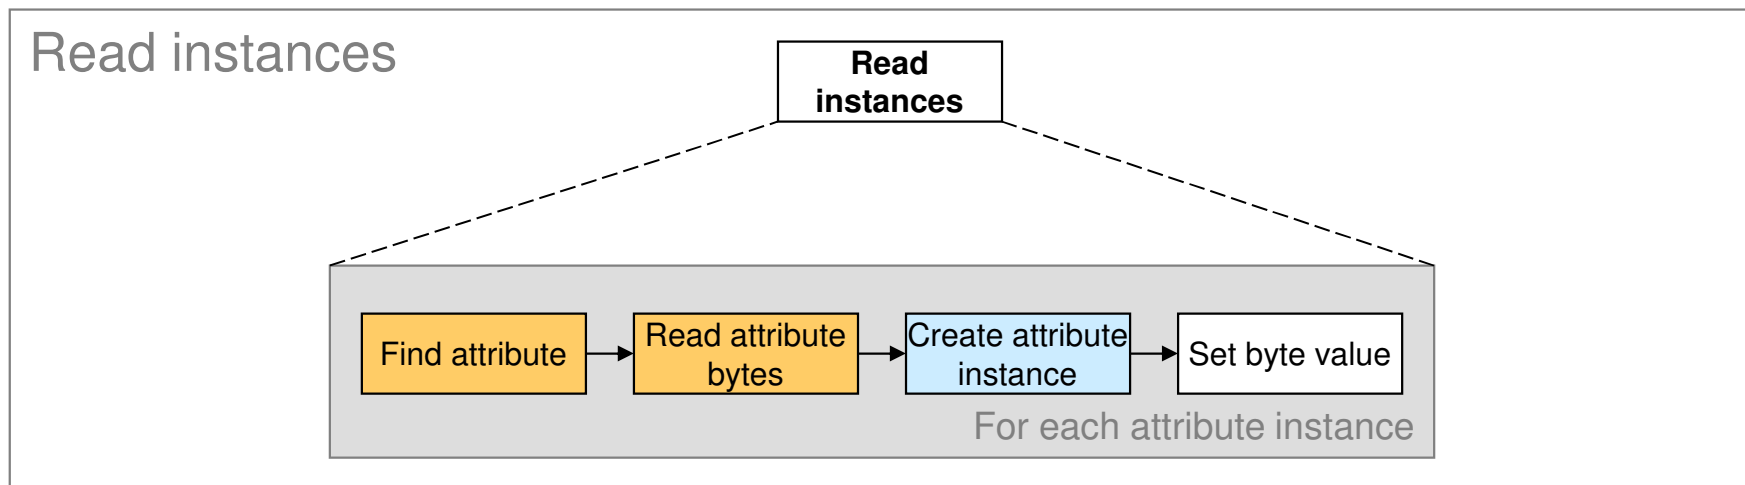 Read instances
Read
instances
Find attribute
Read attribute
bytes
Create attribute
instance
Set byte value
For each attribute instance